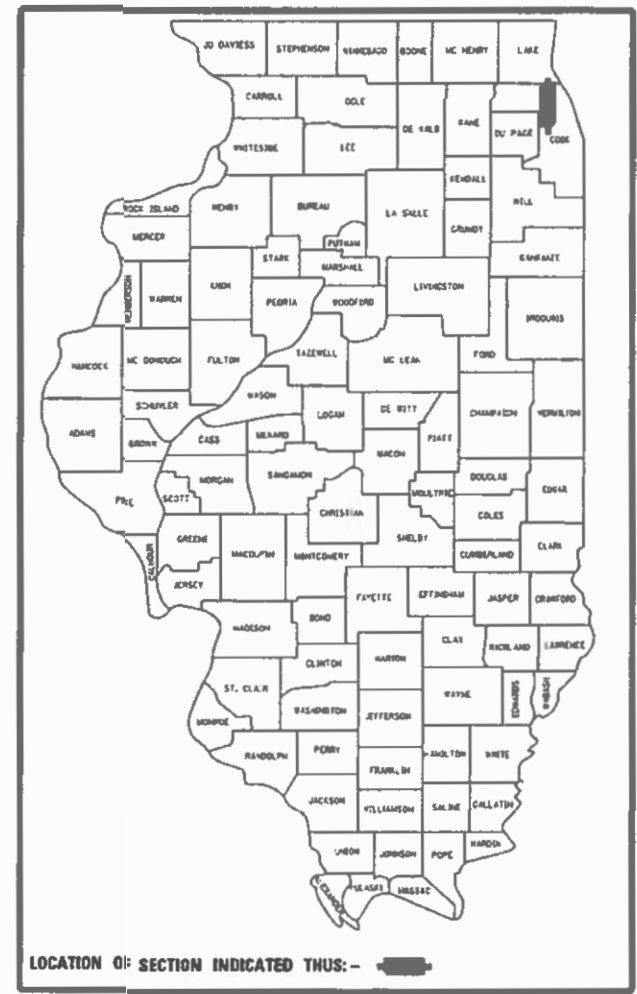 JO DAVIESS STEPHENSON WINNEBAGO BOONE MC HENRY LAKE
CARROLL OGLE DE KALB KANE DU PAGE COOK
WHITESIDE LEE
KENDALL WILL
ROCK ISLAND HENRY BUREAU LA SALLE GRUNDY
MERCER PUTNAM
STARK MARSHALL KANKAKEE
HENDERSON WARREN KNOX PEORIA WOODFORD LIVINGSTON IROQUOIS
HANCOCK MC DONOUGH FULTON TAZEWELL MC LEAN FORD
SCHUYLER MASON LOGAN DE WITT CHAMPAIGN VERMILION
ADAMS BROWN CASS MENARD PIATT
MACON
MORGAN SANGAMON DOUGLAS EDGAR
PIKE SCOTT MOULTRIE
CHRISTIAN COLES
GREENE SHELBY
CALHOUN MACOUPIN MONTGOMERY CUMBERLAND CLARK
JERSEY FAYETTE EFFINGHAM JASPER CRAWFORD
MADISON BOND
CLAY RICHLAND LAWRENCE
CLINTON MARION
ST. CLAIR WAYNE EDWARDS WABASH
WASHINGTON JEFFERSON
MONROE
RANDOLPH PERRY HAMILTON WHITE
FRANKLIN
JACKSON WILLIAMSON SALINE GALLATIN
UNION JOHNSON POPE HARDIN
ALEXANDER PULASKI MASSAC
LOCATION OF SECTION INDICATED THUS: -